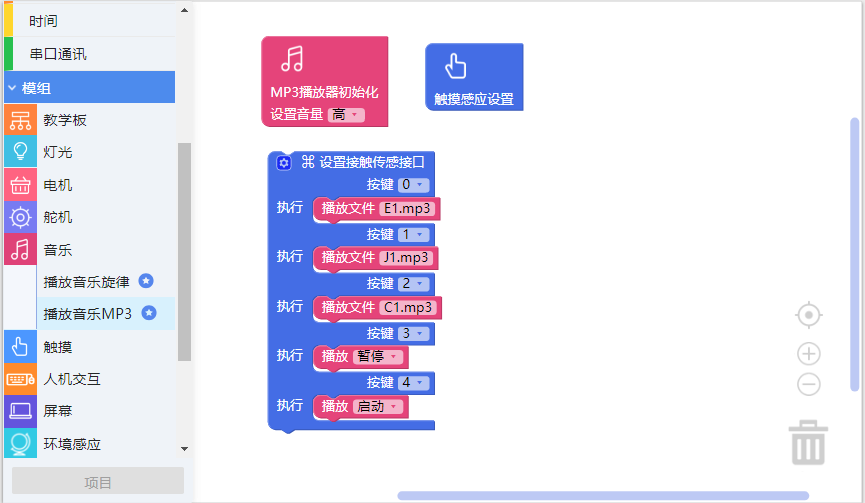 时间
串口通讯
模组
教学板
灯光
电机
舵机
音乐
播放音乐旋律
播放音乐MP3
触摸
人机交互
屏幕
环境感应
项目
MP3播放器初始化
设置音量 高
触摸感应设置
设置接触传感接口
按键 0
执行 播放文件 E1.mp3
按键 1
执行 播放文件 J1.mp3
按键 2
执行 播放文件 C1.mp3
按键 3
执行 播放 暂停
按键 4
执行 播放 启动